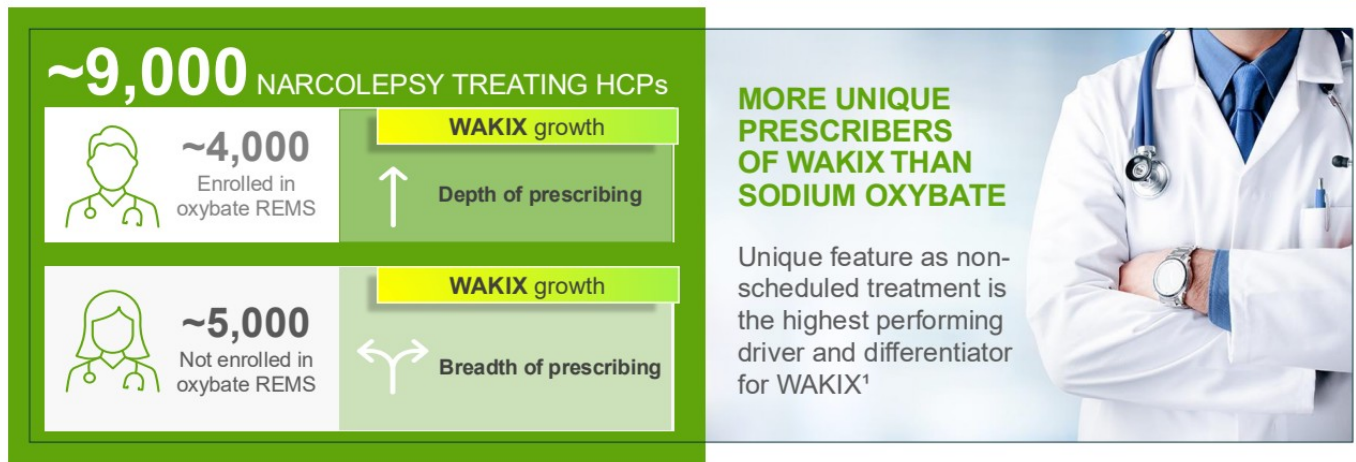 ~9,000 NARCOLEPSY TREATING HCPs
~4,000
Enrolled in
oxybate REMS
WAKIX growth
Depth of prescribing
~5,000
Not enrolled in
oxybate REMS
WAKIX growth
Breadth of prescribing
MORE UNIQUE
PRESCRIBERS
OF WAKIX THAN
SODIUM OXYBATE
Unique feature as non-
scheduled treatment is
the highest performing
driver and differentiator
for WAKIX¹